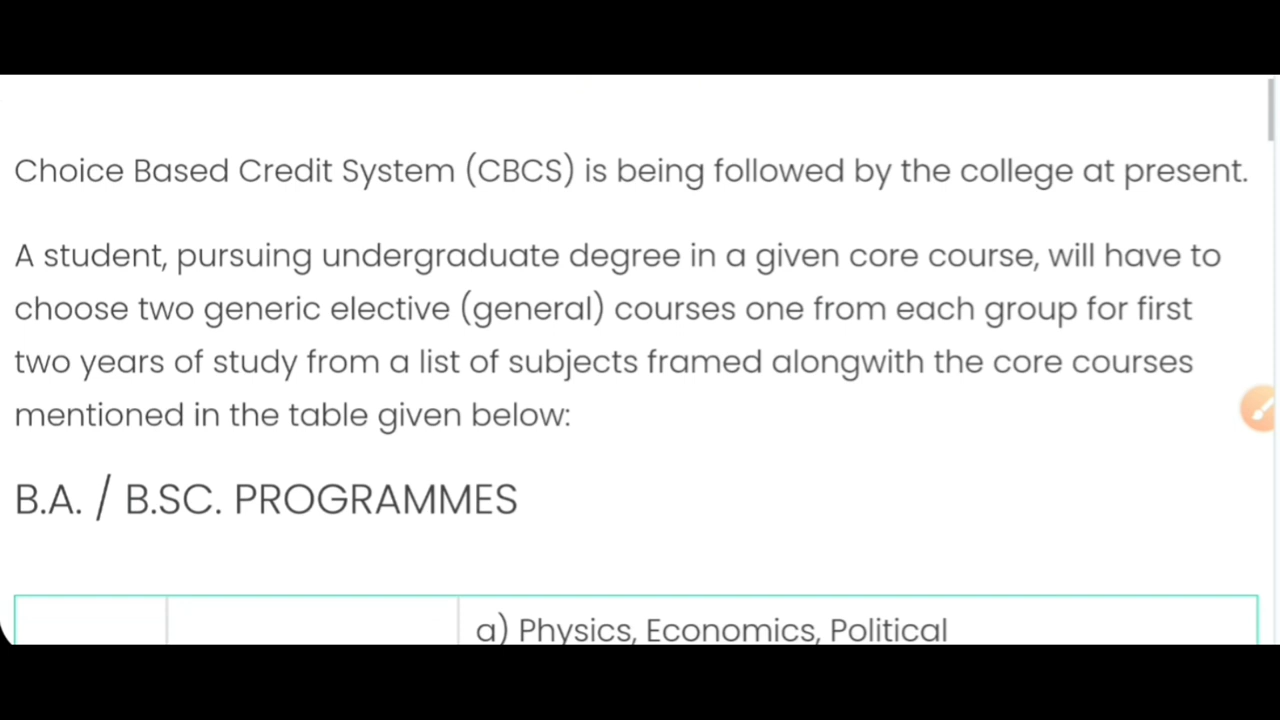 Choice Based Credit System (CBCS) is being followed by the college at present.
A student, pursuing undergraduate degree in a given core course, will have to
choose two generic elective (general) courses one from each group for first
two years of study from a list of subjects framed alongwith the core courses
mentioned in the table given below:
B.A. / B.SC. PROGRAMMES
a) Physics, Economics, Political